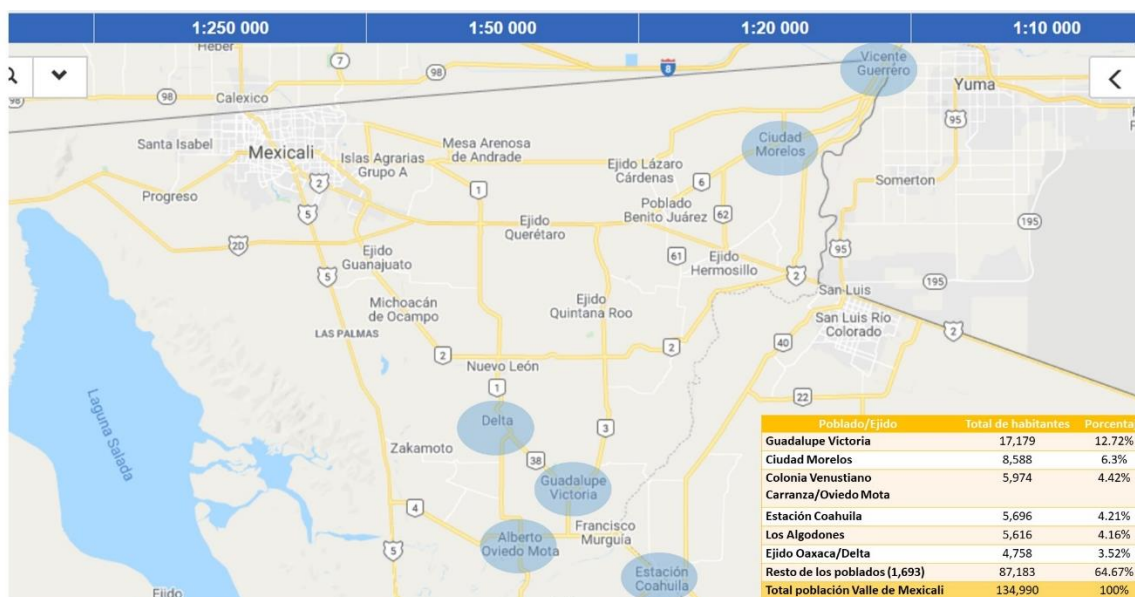 1:250 000 1:50 000 1:20 000 1:10 000
Heber
7
98
8
Vicente
Guerrero
98
98
Calexico
Yuma
95
Santa Isabel
Mexicali
Islas Agrarias
Grupo A
Mesa Arenosa
de Andrade
Ciudad
Morelos
Ejido Lázaro
Cárdenas
Progreso
2
5
1
6
Poblado
Benito Juárez
62
Somerton
195
2D
Ejido
Guanajuato
Ejido
Querétaro
61
Ejido
Hermosillo
95
5
2
195
Michoacán
de Ocampo
Ejido
Quintana Roo
San Luis
San Luis Río
Colorado
LAS PALMAS
2
2
40
2
Nuevo León
1
22
Laguna Salada
Delta
3
Zakamoto
38
Guadalupe
Victoria
4
Francisco
Murguía
Alberto
Oviedo Mota
5
Estación
Coahuila
Ejido
Poblado/Ejido Total de habitantes Porcenta
Guadalupe Victoria 17,179 12.72%
Ciudad Morelos 8,588 6.3%
Colonia Venustiano 5,974 4.42%
Carranza/Oviedo Mota
Estación Coahuila 5,696 4.21%
Los Algodones 5,616 4.16%
Ejido Oaxaca/Delta 4,758 3.52%
Resto de los poblados (1,693) 87,183 64.67%
Total población Valle de Mexicali 134,990 100%